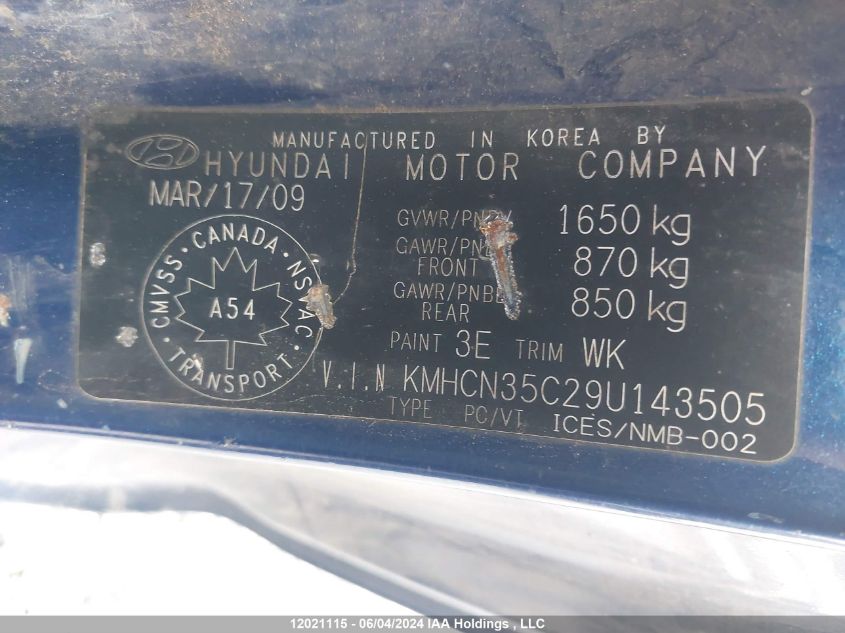 MANUFACTURED IN KOREA BY
HYUNDAI MOTOR COMPANY
MAR/17/09
GVWR/PNBV 1650 kg
GAWR/PNBE FRONT 870 kg
GAWR/PNBE REAR 850 kg
CMVSS · CANADA · NSVAC · TRANSPORT ·
A54
PAINT 3E TRIM WK
V.I.N KMHCN35C29U143505
TYPE PC/VT ICES/NMB-002
12021115 - 06/04/2024 IAA Holdings , LLC